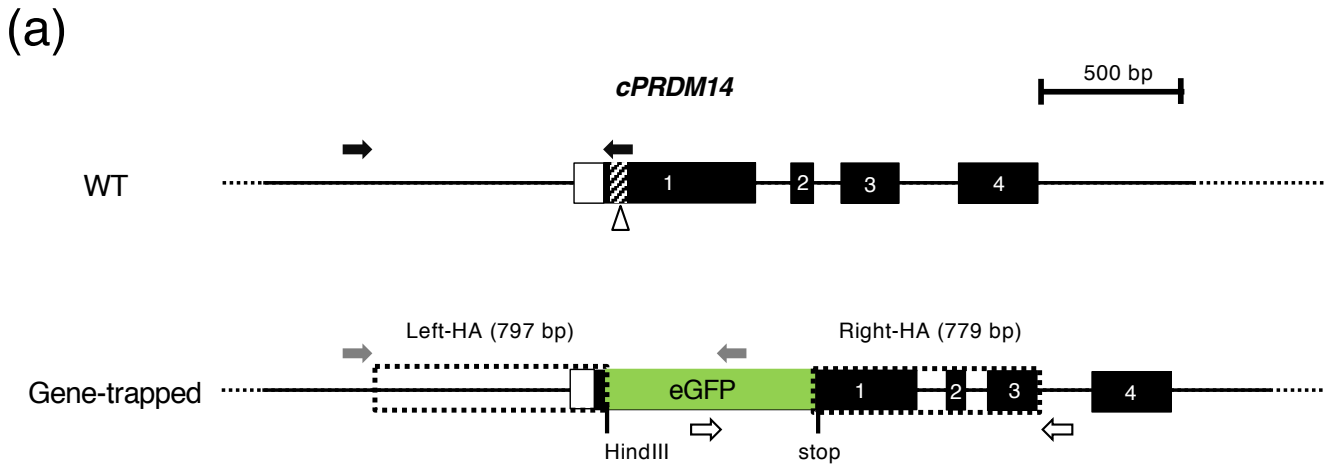 (a)
cPRDM14
500 bp
WT
1 2 3 4
Left-HA (797 bp) Right-HA (779 bp)
Gene-trapped
eGFP 1 2 3 4
HindIII stop